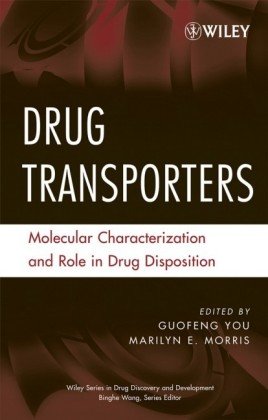 WILEY
DRUG
TRANSPORTERS
Molecular Characterization
and Role in Drug Disposition
EDITED BY
GUOFENG YOU
MARILYN E. MORRIS
Wiley Series in Drug Discovery and Development
Binghe Wang, Series Editor